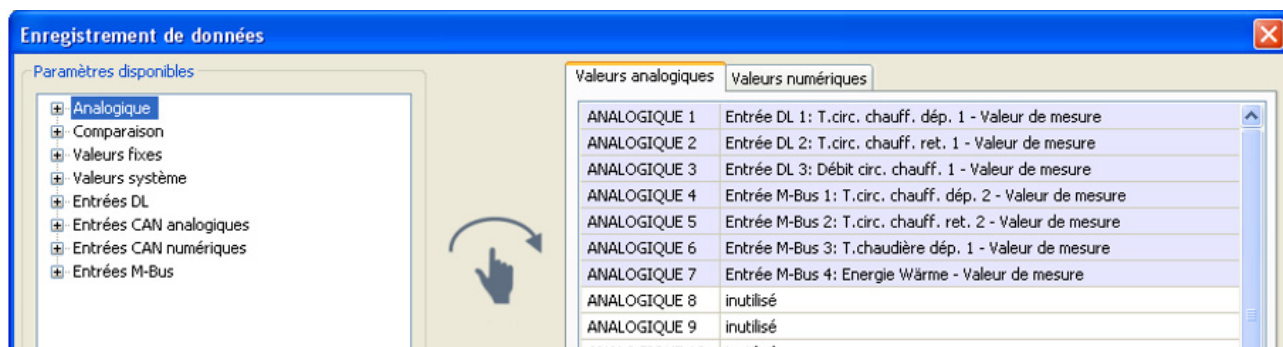 Enregistrement de données
Paramètres disponibles
Analogique
Comparaison
Valeurs fixes
Valeurs système
Entrées DL
Entrées CAN analogiques
Entrées CAN numériques
Entrées M-Bus
Valeurs analogiques Valeurs numériques
ANALOGIQUE 1 Entrée DL 1: T.circ. chauff. dép. 1 - Valeur de mesure
ANALOGIQUE 2 Entrée DL 2: T.circ. chauff. ret. 1 - Valeur de mesure
ANALOGIQUE 3 Entrée DL 3: Débit circ. chauff. 1 - Valeur de mesure
ANALOGIQUE 4 Entrée M-Bus 1: T.circ. chauff. dép. 2 - Valeur de mesure
ANALOGIQUE 5 Entrée M-Bus 2: T.circ. chauff. ret. 2 - Valeur de mesure
ANALOGIQUE 6 Entrée M-Bus 3: T.chaudière dép. 1 - Valeur de mesure
ANALOGIQUE 7 Entrée M-Bus 4: Energie Wärme - Valeur de mesure
ANALOGIQUE 8 inutilisé
ANALOGIQUE 9 inutilisé